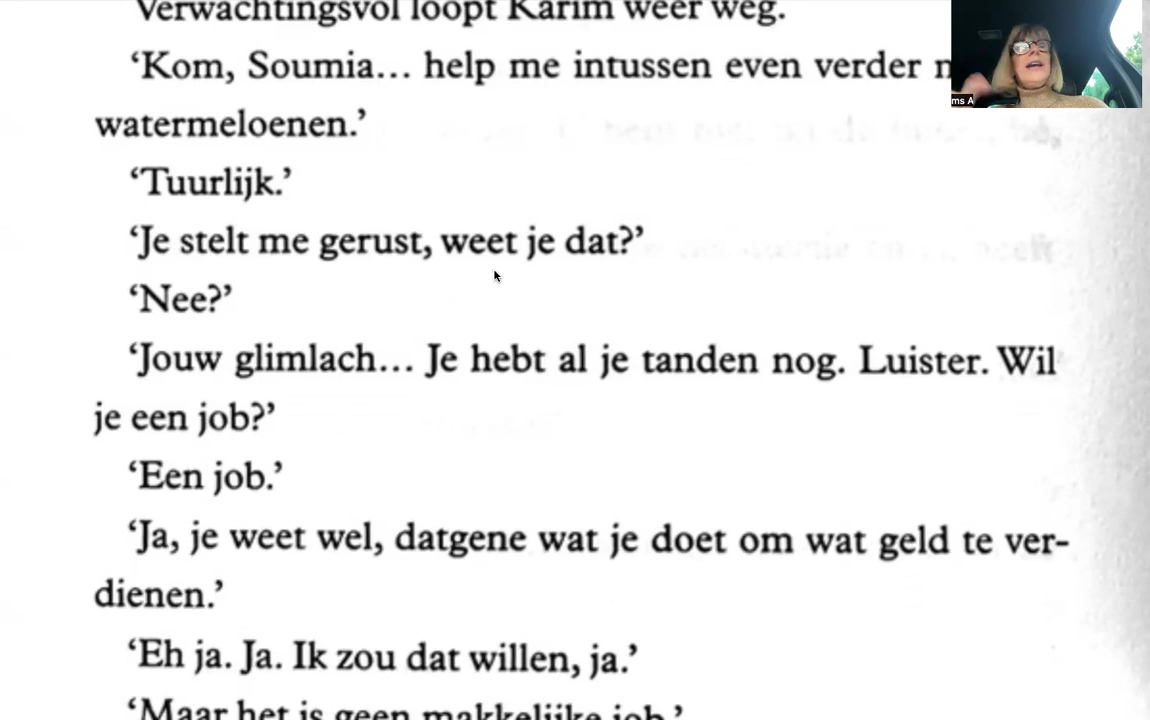 Verwachtingsvol loopt Karim weer weg.
‘Kom, Soumia… help me intussen even verder
watermeloenen.’
‘Tuurlijk.’
‘Je stelt me gerust, weet je dat?’
‘Nee?’
‘Jouw glimlach… Je hebt al je tanden nog. Luister. Wil
je een job?’
‘Een job.’
‘Ja, je weet wel, datgene wat je doet om wat geld te ver-
dienen.’
‘Eh ja. Ja. Ik zou dat willen, ja.’
‘Maar het is geen makkelijke job.’
ms A